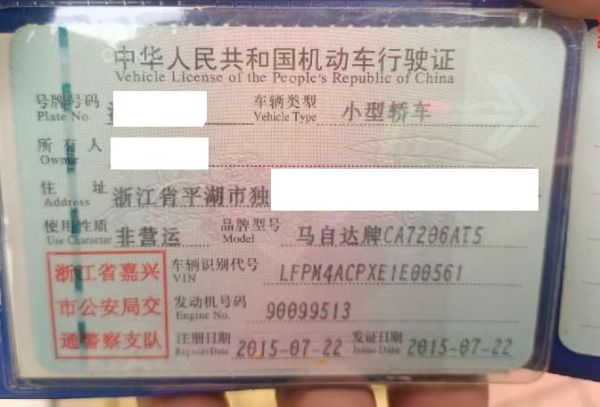 中华人民共和国机动车行驶证
Vehicle License of the People's Republic of China
号牌号码 车辆类型 小型轿车
Plate No. Vehicle Type
所有人
Owner
住址 浙江省平湖市独
Address
使用性质 非营运 品牌型号 马自达牌CA7206AT5
Use Character Model
浙江省嘉兴
市公安局交
通警察支队
车辆识别代号 LFPM4ACPXE1E00561
VIN
发动机号码 90099513
Engine No.
注册日期 2015-07-22 发证日期 2015-07-22
Register Date Issue Date